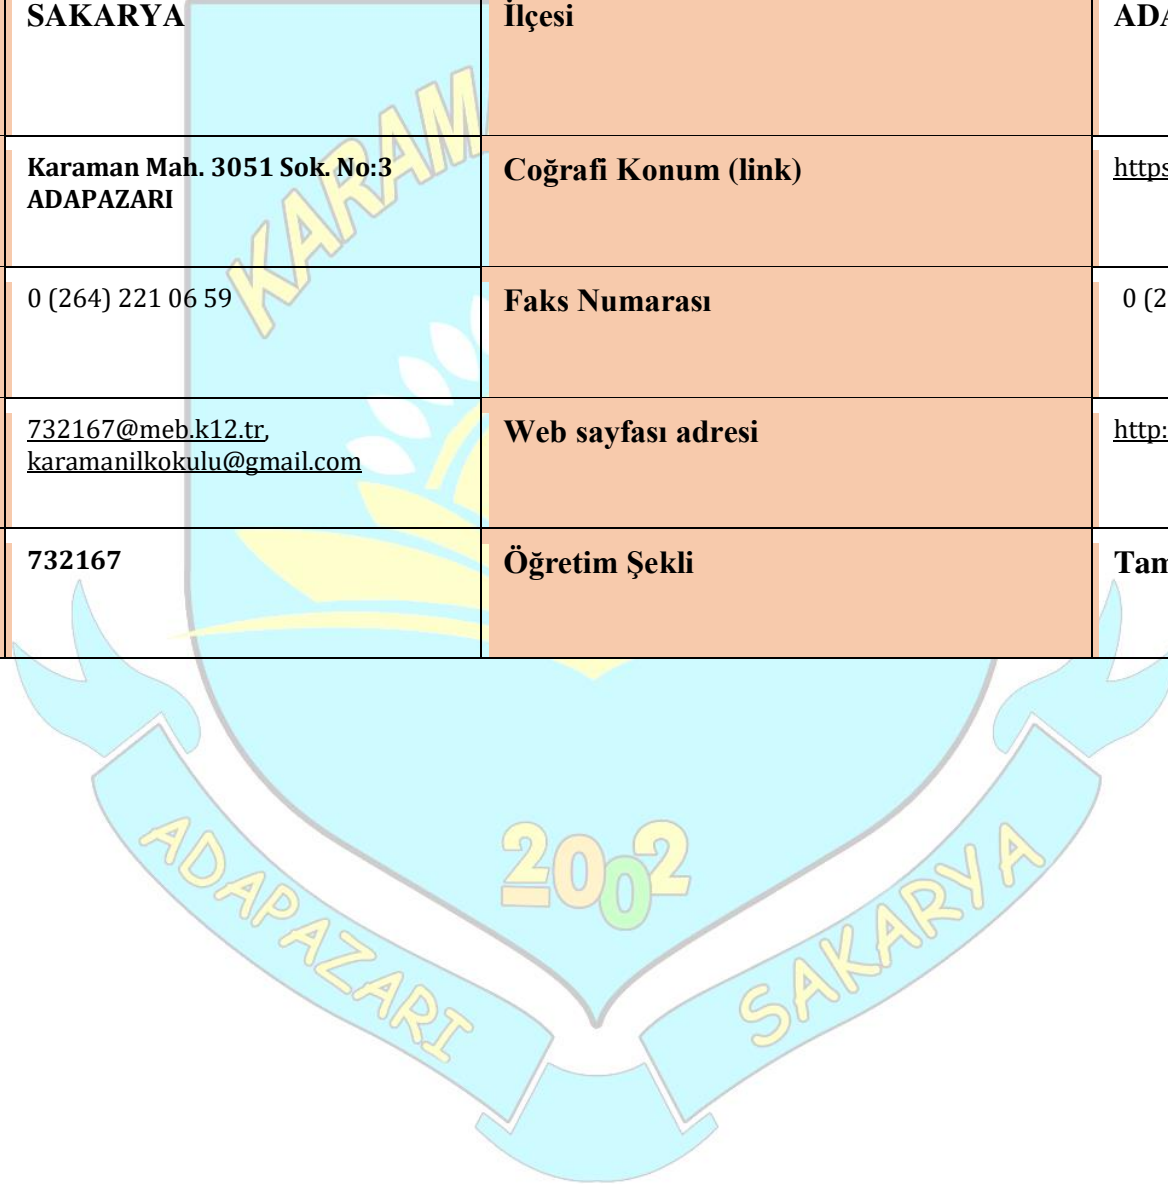 SAKARYA
İlçesi
ADA
Karaman Mah. 3051 Sok. No:3
ADAPAZARI
Coğrafi Konum (link)
https
0 (264) 221 06 59
Faks Numarası
0 (2
732167@meb.k12.tr,
karamanilkokulu@gmail.com
Web sayfası adresi
http:
732167
Öğretim Şekli
Tam
KARAM
2002
ADAPAZARI
SAKARYA